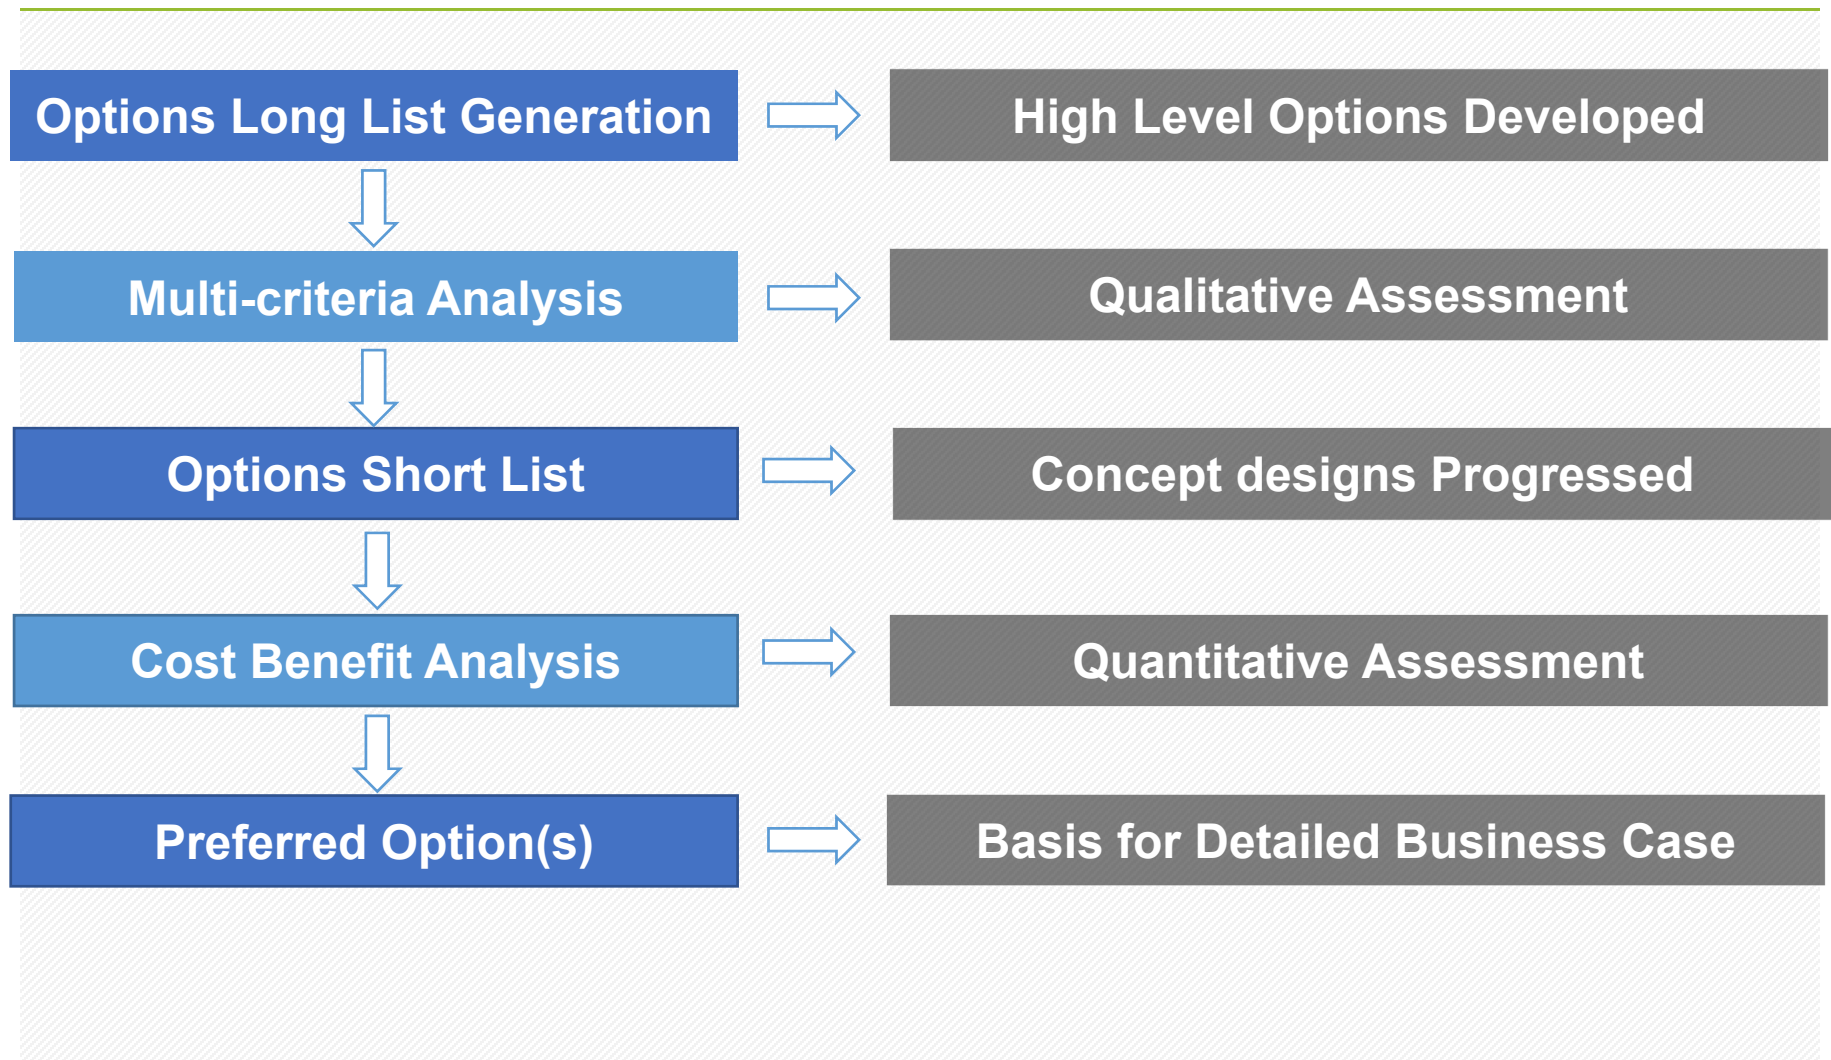 Options Long List Generation
High Level Options Developed
Multi-criteria Analysis
Qualitative Assessment
Options Short List
Concept designs Progressed
Cost Benefit Analysis
Quantitative Assessment
Preferred Option(s)
Basis for Detailed Business Case